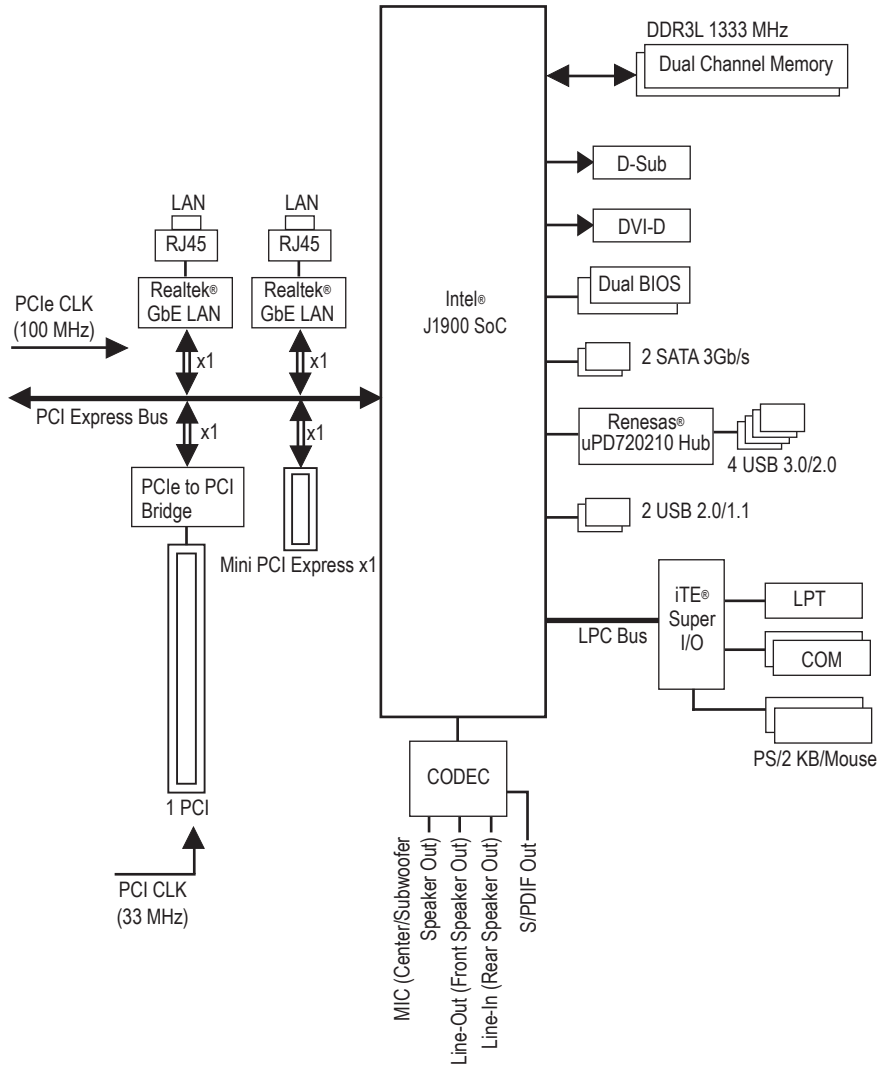 DDR3L 1333 MHz
Dual Channel Memory
D-Sub
DVI-D
Dual BIOS
2 SATA 3Gb/s
Renesas®
uPD720210 Hub
4 USB 3.0/2.0
2 USB 2.0/1.1
iTE®
Super
I/O
LPC Bus
LPT
COM
PS/2 KB/Mouse
Intel®
J1900 SoC
LAN
RJ45
Realtek®
GbE LAN
x1
LAN
RJ45
Realtek®
GbE LAN
x1
PCIe CLK
(100 MHz)
PCI Express Bus
x1
x1
PCIe to PCI
Bridge
Mini PCI Express x1
1 PCI
PCI CLK
(33 MHz)
CODEC
MIC (Center/Subwoofer
Speaker Out)
Line-Out (Front Speaker Out)
Line-In (Rear Speaker Out)
S/PDIF Out